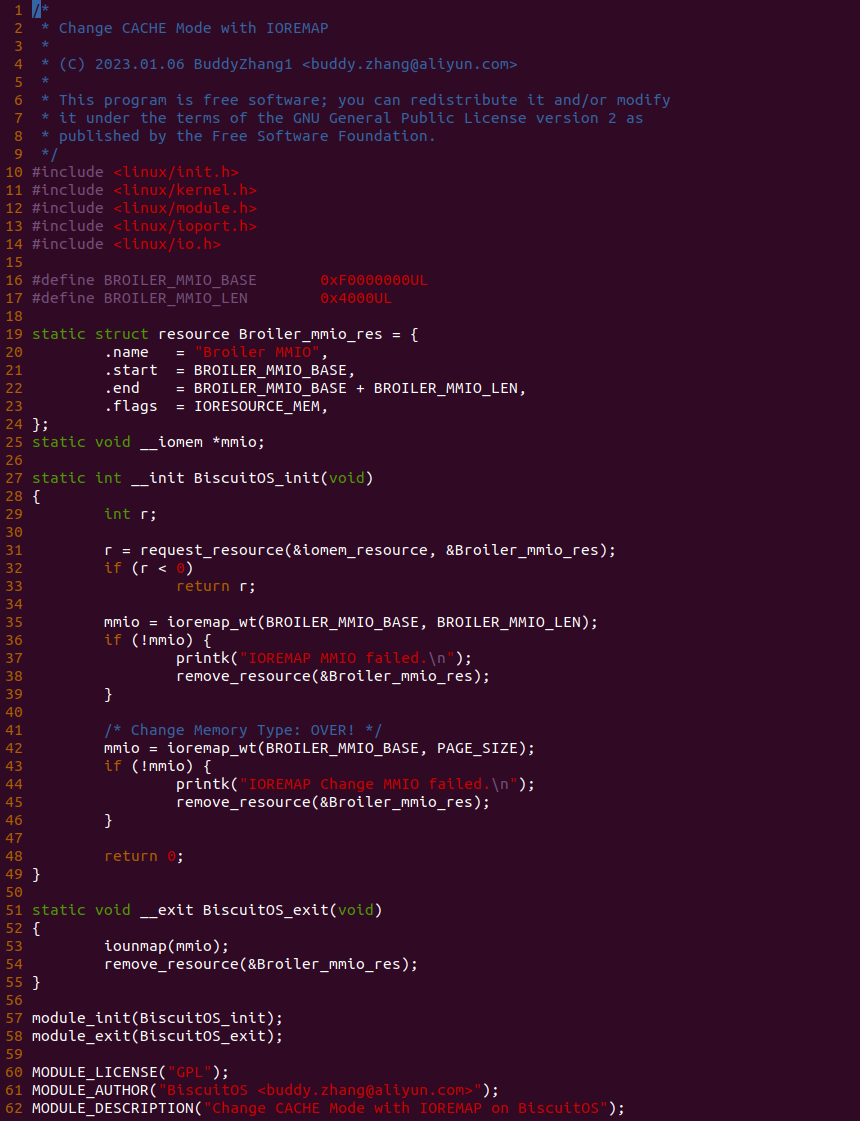 1 /*
2  * Change CACHE Mode with IOREMAP
3  *
4  * (C) 2023.01.06 BuddyZhang1 <buddy.zhang@aliyun.com>
5  *
6  * This program is free software; you can redistribute it and/or modify
7  * it under the terms of the GNU General Public License version 2 as
8  * published by the Free Software Foundation.
9  */
10 #include <linux/init.h>
11 #include <linux/kernel.h>
12 #include <linux/module.h>
13 #include <linux/ioport.h>
14 #include <linux/io.h>
15
16 #define BROILER_MMIO_BASE       0xF0000000UL
17 #define BROILER_MMIO_LEN        0x4000UL
18
19 static struct resource Broiler_mmio_res = {
20         .name   = "Broiler MMIO",
21         .start  = BROILER_MMIO_BASE,
22         .end    = BROILER_MMIO_BASE + BROILER_MMIO_LEN,
23         .flags  = IORESOURCE_MEM,
24 };
25 static void __iomem *mmio;
26
27 static int __init BiscuitOS_init(void)
28 {
29         int r;
30
31         r = request_resource(&iomem_resource, &Broiler_mmio_res);
32         if (r < 0)
33                 return r;
34
35         mmio = ioremap_wt(BROILER_MMIO_BASE, BROILER_MMIO_LEN);
36         if (!mmio) {
37                 printk("IOREMAP MMIO failed.\n");
38                 remove_resource(&Broiler_mmio_res);
39         }
40
41         /* Change Memory Type: OVER! */
42         mmio = ioremap_wt(BROILER_MMIO_BASE, PAGE_SIZE);
43         if (!mmio) {
44                 printk("IOREMAP Change MMIO failed.\n");
45                 remove_resource(&Broiler_mmio_res);
46         }
47
48         return 0;
49 }
50
51 static void __exit BiscuitOS_exit(void)
52 {
53         iounmap(mmio);
54         remove_resource(&Broiler_mmio_res);
55 }
56
57 module_init(BiscuitOS_init);
58 module_exit(BiscuitOS_exit);
59
60 MODULE_LICENSE("GPL");
61 MODULE_AUTHOR("BiscuitOS <buddy.zhang@aliyun.com>");
62 MODULE_DESCRIPTION("Change CACHE Mode with IOREMAP on BiscuitOS");